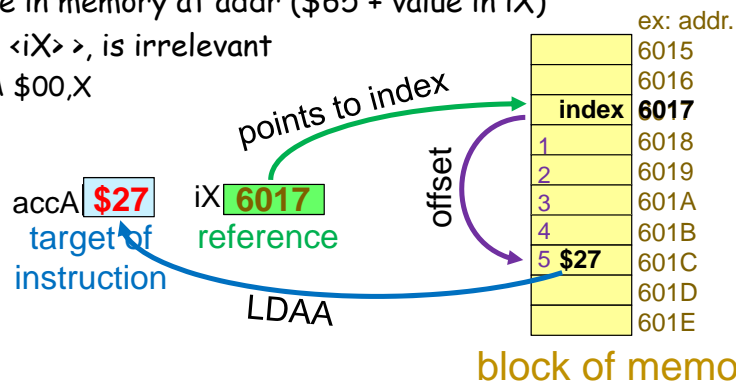 e in memory at addr ($65 + value in iX)
<iX> >, is irrelevant
$00,X
ex: addr.
6015
6016
index 6017
1 6018
2 6019
3 601A
4 601B
5 $27 601C
601D
601E
points to index
offset
accA $27
iX 6017
target of
instruction
reference
LDAA
block of memo